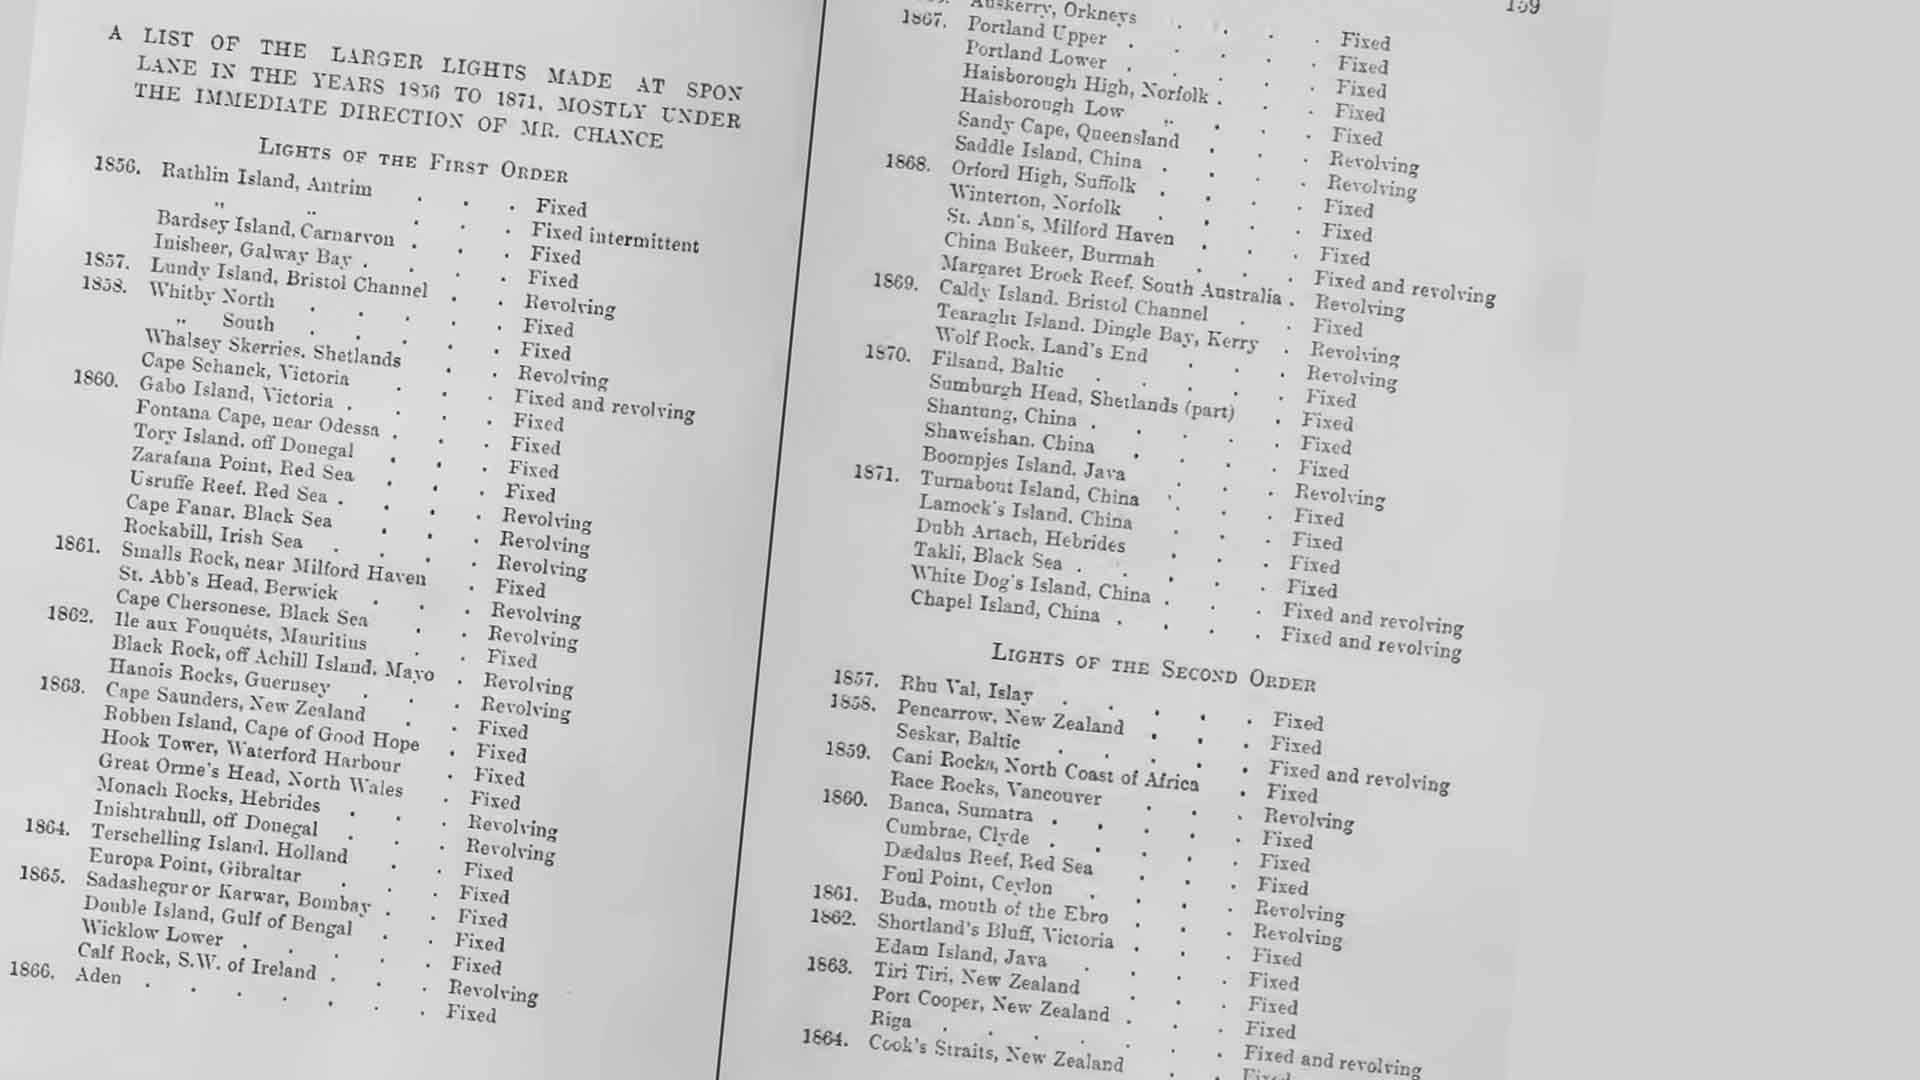 A LIST OF THE LARGER LIGHTS MADE AT SPON
LANE IN THE YEARS 1856 TO 1871, MOSTLY UNDER
THE IMMEDIATE DIRECTION OF MR. CHANCE
LIGHTS OF THE FIRST ORDER
1856. Rathlin Island, Antrim . . . Fixed
" " . . . Fixed intermittent
Bardsey Island, Carnarvon . . . Fixed
Inisheer, Galway Bay . . . . Fixed
1857. Lundy Island, Bristol Channel . . Revolving
1858. Whitby North . . . . . Fixed
" South . . . . . Fixed
Whalsey Skerries, Shetlands . . Revolving
Cape Schanck, Victoria . . . Fixed and revolving
1860. Gabo Island, Victoria . . . . Fixed
Fontana Cape, near Odessa . . . Fixed
Tory Island, off Donegal . . . Fixed
Zarafana Point, Red Sea . . . Fixed
Usruffe Reef, Red Sea . . . . Revolving
Cape Fanar, Black Sea . . . Revolving
Rockabill, Irish Sea . . . . Revolving
1861. Smalls Rock, near Milford Haven . Fixed
St. Abb's Head, Berwick . . . Revolving
Cape Chersonese, Black Sea . . Revolving
1862. Ile aux Fouquéts, Mauritius . . Fixed
Black Rock, off Achill Island, Mayo . Revolving
Hanois Rocks, Guernsey . . . Revolving
1863. Cape Saunders, New Zealand . . Fixed
Robben Island, Cape of Good Hope . Fixed
Hook Tower, Waterford Harbour . Fixed
Great Orme's Head, North Wales . Fixed
Monach Rocks, Hebrides . . . Revolving
Inishtrahull, off Donegal . . . Revolving
1864. Terschelling Island, Holland . . Fixed
Europa Point, Gibraltar . . . Fixed
1865. Sadashegur or Karwar, Bombay . . Fixed
Double Island, Gulf of Bengal . . Fixed
Wicklow Lower . . . . . Fixed
Calf Rock, S.W. of Ireland . . . Revolving
1866. Aden . . . . . . . Fixed
159
Auskerry, Orkneys . . . . Fixed
1867. Portland Upper . . . . . Fixed
Portland Lower . . . . . Fixed
Haisborough High, Norfolk . . . Fixed
Haisborough Low " . . . Fixed
Sandy Cape, Queensland . . . Revolving
Saddle Island, China . . . . Revolving
1868. Orford High, Suffolk . . . . Fixed
Winterton, Norfolk . . . . Fixed
St. Ann's, Milford Haven . . . Fixed
China Bukeer, Burmah . . . Fixed and revolving
Margaret Brock Reef, South Australia . Revolving
1869. Caldy Island, Bristol Channel . . Fixed
Tearaght Island, Dingle Bay, Kerry . Revolving
Wolf Rock, Land's End . . . Revolving
1870. Filsand, Baltic . . . . . Fixed
Sumburgh Head, Shetlands (part) . Fixed
Shantung, China . . . . . Fixed
Shaweishan, China . . . . Fixed
Boompjes Island, Java . . . Revolving
1871. Turnabout Island, China . . . Fixed
Lamock's Island, China . . . Fixed
Dubh Artach, Hebrides . . . Fixed
Takli, Black Sea . . . . . Fixed
White Dog's Island, China . . . Fixed and revolving
Chapel Island, China . . . . Fixed and revolving
LIGHTS OF THE SECOND ORDER
1857. Rhu Val, Islay . . . . . Fixed
1858. Pencarrow, New Zealand . . . Fixed
Seskar, Baltic . . . . . Fixed and revolving
1859. Cani Rocks, North Coast of Africa . Fixed
Race Rocks, Vancouver . . . Revolving
1860. Banca, Sumatra . . . . . Fixed
Cumbrae, Clyde . . . . . Fixed
Dædalus Reef, Red Sea . . . Fixed
Foul Point, Ceylon . . . . Revolving
1861. Buda, mouth of the Ebro . . . Revolving
1862. Shortland's Bluff, Victoria . . . Fixed
Edam Island, Java . . . . Fixed
1863. Tiri Tiri, New Zealand . . . Fixed
Port Cooper, New Zealand . . . Fixed
Riga . . . . . . . Fixed and revolving
1864. Cook's Straits, New Zealand . .